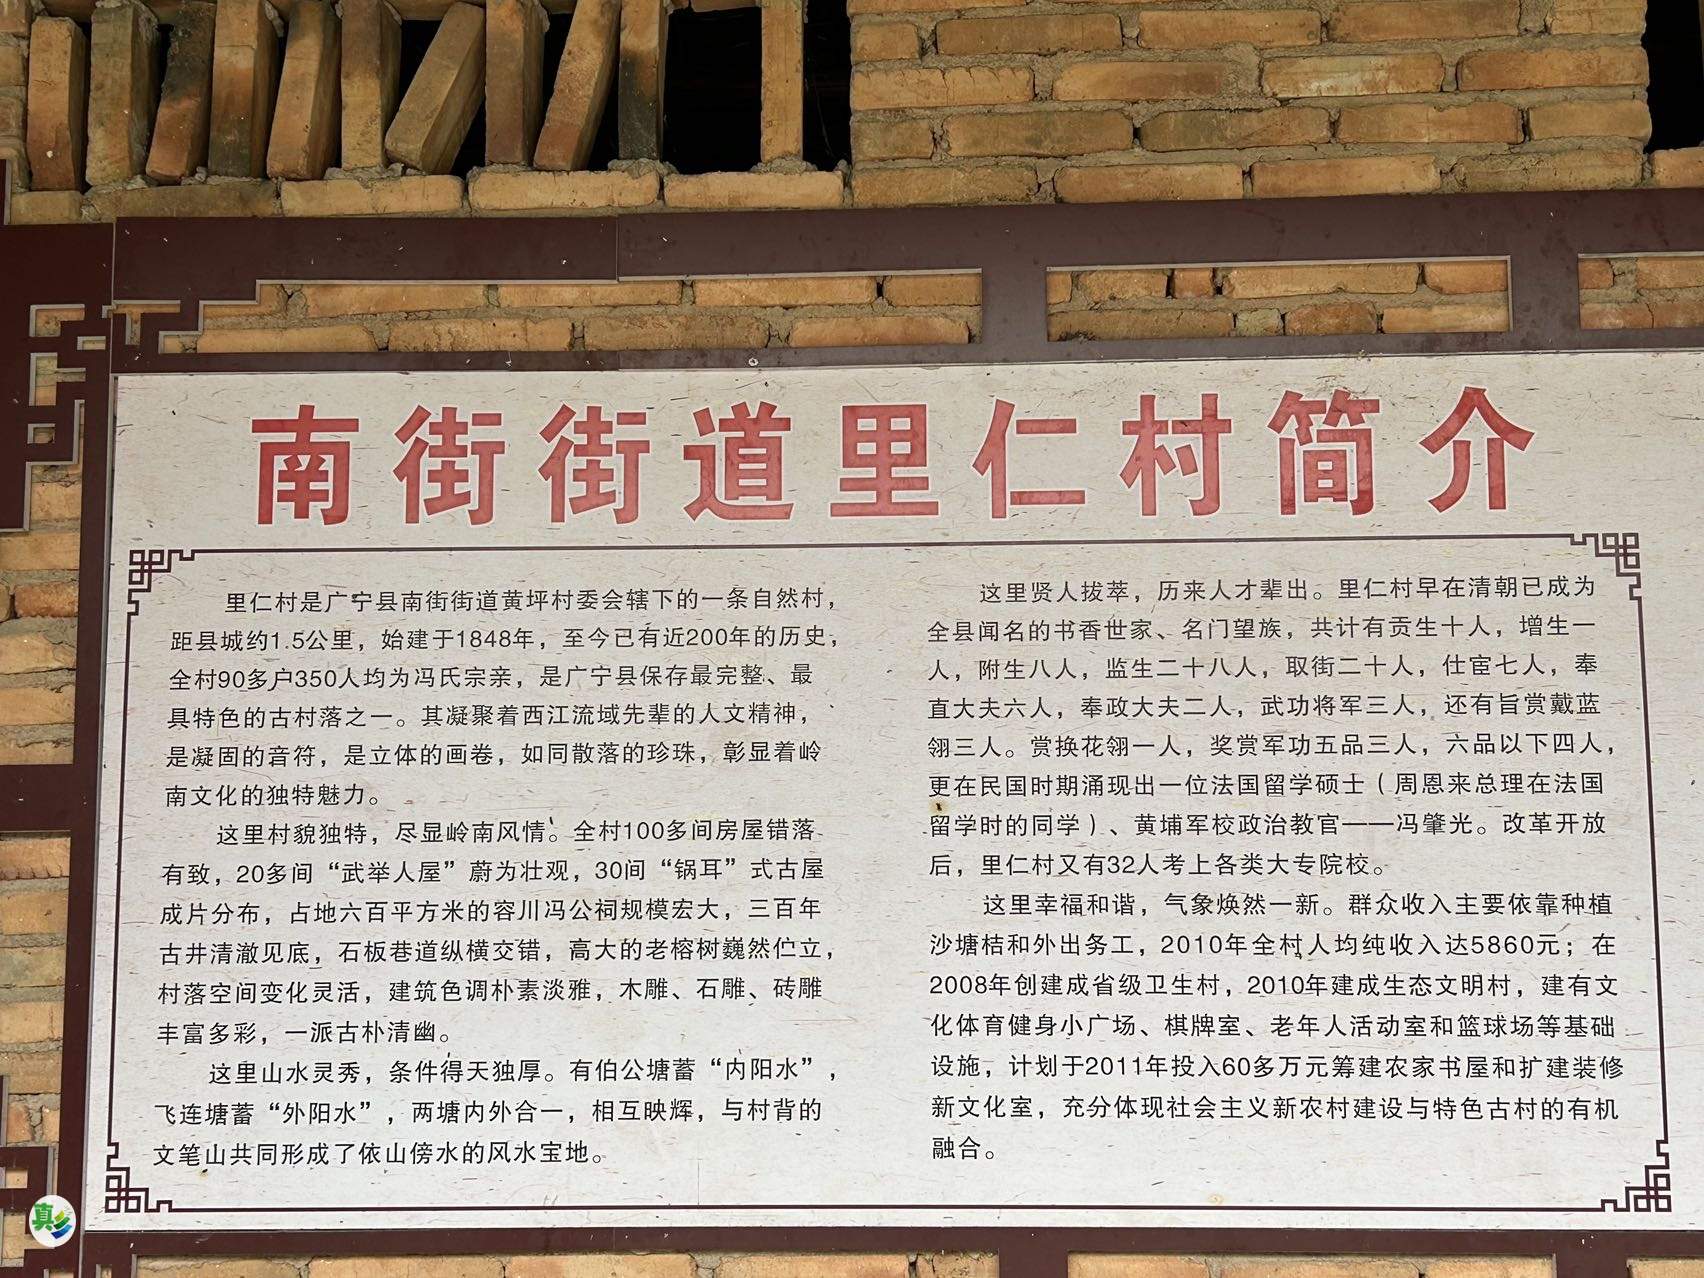 南街街道里仁村简介
里仁村是广宁县南街街道黄坪村委会辖下的一条自然村，
距县城约1.5公里，始建于1848年，至今已有近200年的历史，
全村90多户350人均为冯氏宗亲，是广宁县保存最完整、最
具特色的古村落之一。其凝聚着西江流域先辈的人文精神，
是凝固的音符，是立体的画卷，如同散落的珍珠，彰显着岭
南文化的独特魅力。
这里村貌独特，尽显岭南风情。全村100多间房屋错落
有致，20多间“武举人屋”蔚为壮观，30间“锅耳”式古屋
成片分布，占地六百平方米的容川冯公祠规模宏大，三百年
古井清澈见底，石板巷道纵横交错，高大的老榕树巍然伫立，
村落空间变化灵活，建筑色调朴素淡雅，木雕、石雕、砖雕
丰富多彩，一派古朴清幽。
这里山水灵秀，条件得天独厚。有伯公塘蓄“内阳水”，
飞连塘蓄“外阳水”，两塘内外合一，相互映辉，与村背的
文笔山共同形成了依山傍水的风水宝地。
这里贤人拔萃，历来人才辈出。里仁村早在清朝已成为
全县闻名的书香世家、名门望族，共计有贡生十人，增生一
人，附生八人，监生二十八人，取街二十人，仕宦七人，奉
直大夫六人，奉政大夫二人，武功将军三人，还有旨赏戴蓝
翎三人。赏换花翎一人，奖赏军功五品三人，六品以下四人，
更在民国时期涌现出一位法国留学硕士（周恩来总理在法国
留学时的同学）、黄埔军校政治教官——冯肇光。改革开放
后，里仁村又有32人考上各类大专院校。
这里幸福和谐，气象焕然一新。群众收入主要依靠种植
沙塘桔和外出务工，2010年全村人均纯收入达5860元；在
2008年创建成省级卫生村，2010年建成生态文明村，建有文
化体育健身小广场、棋牌室、老年人活动室和篮球场等基础
设施，计划于2011年投入60多万元筹建农家书屋和扩建装修
新文化室，充分体现社会主义新农村建设与特色古村的有机
融合。
真乡